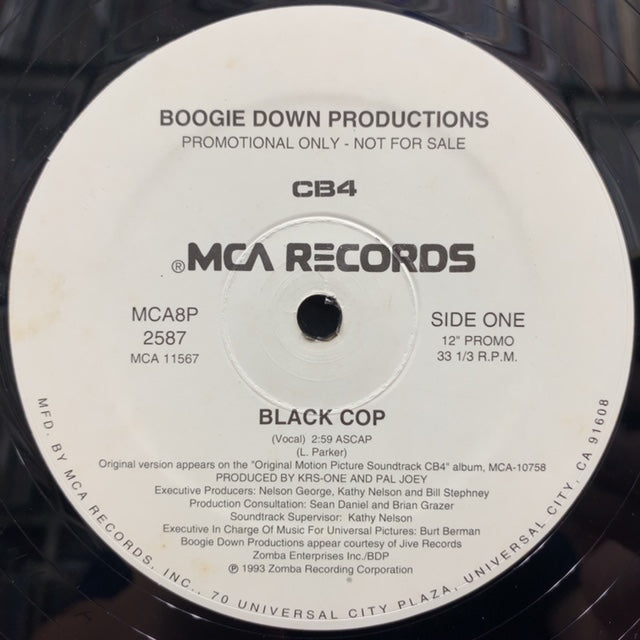 BOOGIE DOWN PRODUCTIONS
PROMOTIONAL ONLY - NOT FOR SALE
CB4
®MCA RECORDS
MCA8P
2587
MCA 11567
SIDE ONE
12" PROMO
33 1/3 R.P.M.
BLACK COP
(Vocal) 2:59 ASCAP
(L. Parker)
Original version appears on the "Original Motion Picture Soundtrack CB4" album, MCA-10758
PRODUCED BY KRS-ONE AND PAL JOEY
Executive Producers: Nelson George, Kathy Nelson and Bill Stephney
Production Consultation: Sean Daniel and Brian Grazer
Soundtrack Supervisor: Kathy Nelson
Executive In Charge Of Music For Universal Pictures: Burt Berman
Boogie Down Productions appear courtesy of Jive Records
Zomba Enterprises Inc./BDP
℗ 1993 Zomba Recording Corporation
MFD. BY MCA RECORDS, INC., 70 UNIVERSAL CITY PLAZA, UNIVERSAL CITY, CA 91608